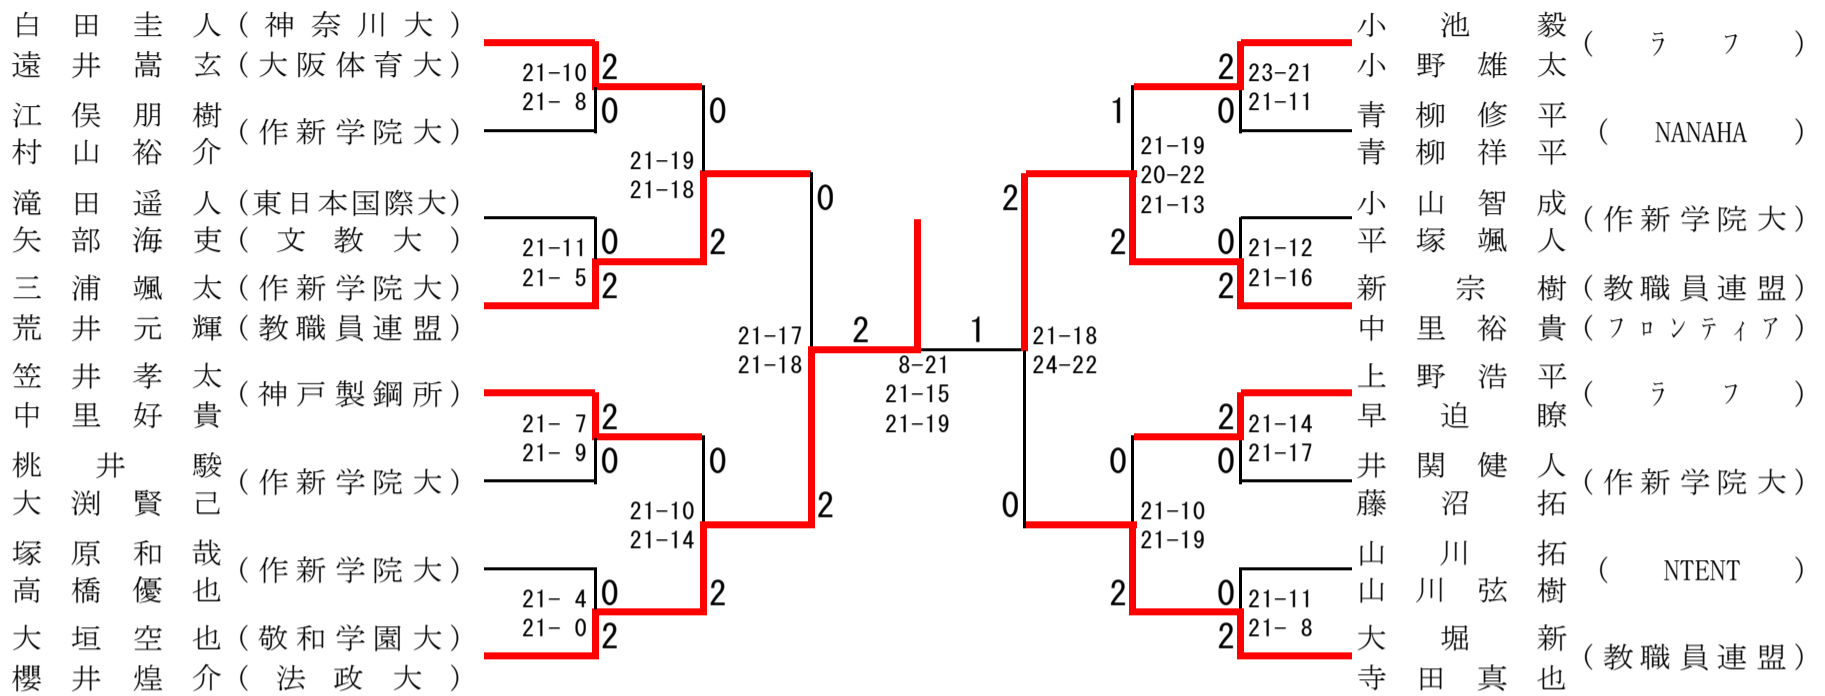 白田圭人(神奈川大)
遠井嵩玄(大阪体育大)
江俣朋樹
村山裕介
(作新学院大)
滝田遥人(東日本国際大)
矢部海吏(文教大)
三浦颯太(作新学院大)
荒井元輝(教職員連盟)
笠井孝太
中里好貴
(神戸製鋼所)
桃井駿
大渕賢己
(作新学院大)
塚原和哉
高橋優也
(作新学院大)
大垣空也(敬和学園大)
櫻井煌介(法政大)
21-10
21- 8
2
0
21-11
21- 5
0
2
21- 7
21- 9
2
0
21- 4
21- 0
0
2
0
21-19
21-18
2
0
21-10
21-14
2
0
21-17
21-18
2
2
1
8-21
21-15
21-19
2
21-18
24-22
0
1
21-19
20-22
21-13
2
0
21-10
21-19
2
2
0
23-21
21-11
0
2
21-12
21-16
2
0
21-14
21-17
0
2
21-11
21- 8
小池毅
小野雄太
(ラフ)
青柳修平
青柳祥平
(NANAHA)
小山智成
平塚颯人
(作新学院大)
新宗樹(教職員連盟)
中里裕貴(フロンティア)
上野浩平
早迫瞭
(ラフ)
井関健人
藤沼拓
(作新学院大)
山川拓
山川弦樹
(NTENT)
大堀新
寺田真也
(教職員連盟)